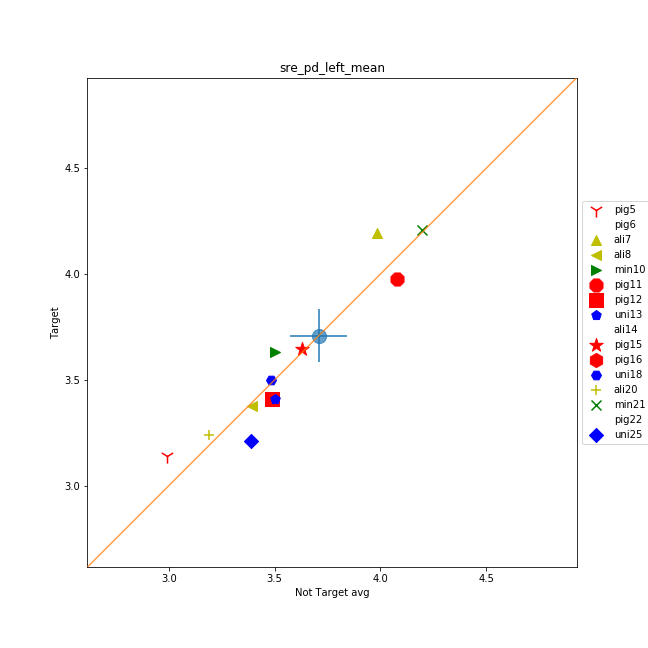 sre_pd_left_mean
Target
4.5
4.0
3.5
3.0
3.0 3.5 4.0 4.5
Not Target avg
pig5
pig6
ali7
ali8
min10
pig11
pig12
uni13
ali14
pig15
pig16
uni18
ali20
min21
pig22
uni25